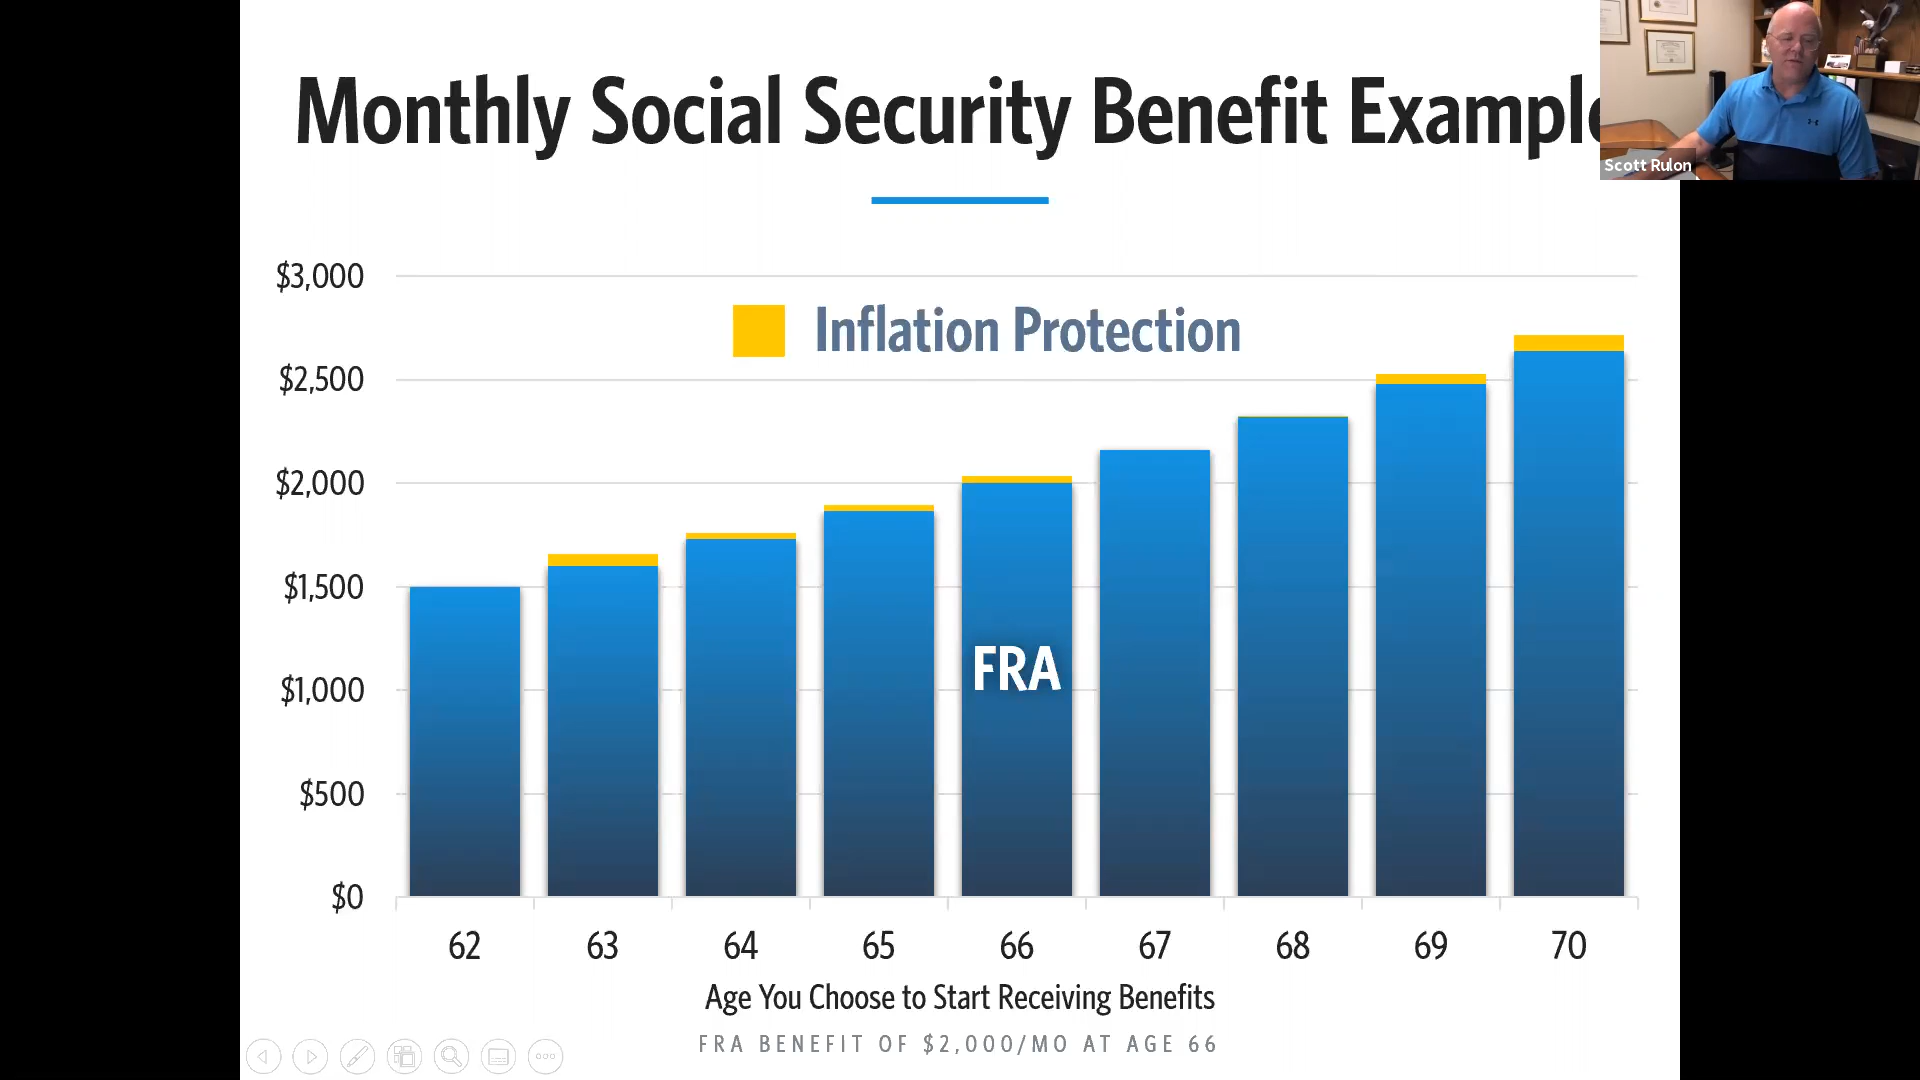 Monthly Social Security Benefit Example
Scott Rulon
$3,000
Inflation Protection
$2,500
$2,000
$1,500
FRA
$1,000
$500
$0
62 63 64 65 66 67 68 69 70
Age You Choose to Start Receiving Benefits
FRA BENEFIT OF $2,000/MO AT AGE 66